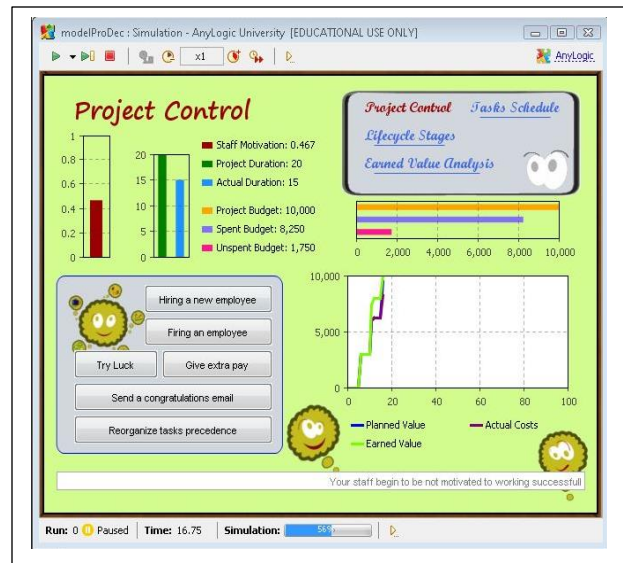 modelProDec : Simulation - AnyLogic University [EDUCATIONAL USE ONLY]
x1
AnyLogic
Project Control
Project Control Tasks Schedule
Lifecycle Stages
Earned Value Analysis
1
0.8
0.6
0.4
0.2
0
20
15
10
5
0
Staff Motivation: 0.467
Project Duration: 20
Actual Duration: 15
Project Budget: 10,000
Spent Budget: 8,250
Unspent Budget: 1,750
0 2,000 4,000 6,000 8,000 10,000
Hiring a new employee
Firing an employee
Try Luck Give extra pay
Send a congratulations email
Reorganize tasks precedence
10,000
5,000
0
0 20 40 60 80 100
Planned Value Actual Costs
Earned Value
Your staff begin to be not motivated to working successfull
Run: 0 Paused Time: 16.75 Simulation: 56%